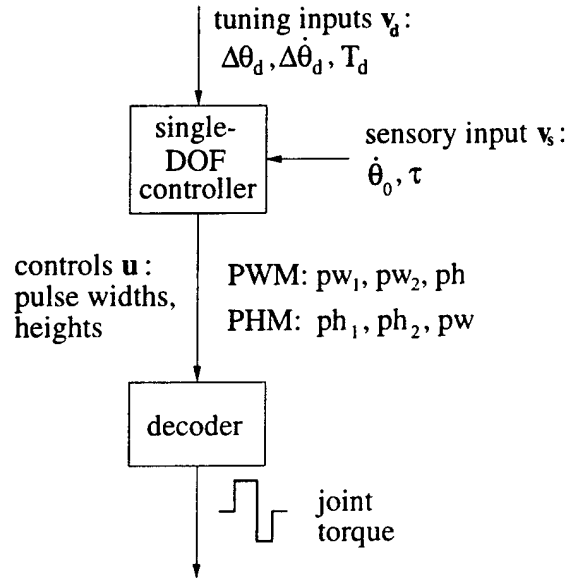 tuning inputs v_d:
Δθ_d, Δθ̇_d, T_d
single-
DOF
controller
sensory input v_s:
θ̇_0, τ
controls u:
pulse widths,
heights
PWM: pw_1, pw_2, ph
PHM: ph_1, ph_2, pw
decoder
joint
torque